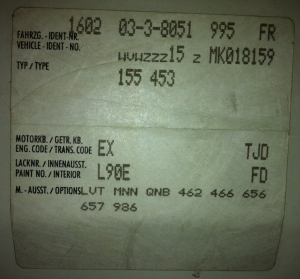 1602 03-3-8051 995 FR
FAHRZG.-IDENT-NR.
VEHICLE-IDENT-NO.
WVWZZZ15 Z MK018159
TYP / TYPE
155 453
MOTORKB. / GETR. KB.
ENG. CODE / TRANS. CODE EX TJD
LACKNR. / INNENAUSST.
PAINT NO. / INTERIOR L90E FD
M. - AUSST. / OPTIONS LVT MNN QNB 462 466 656
657 986